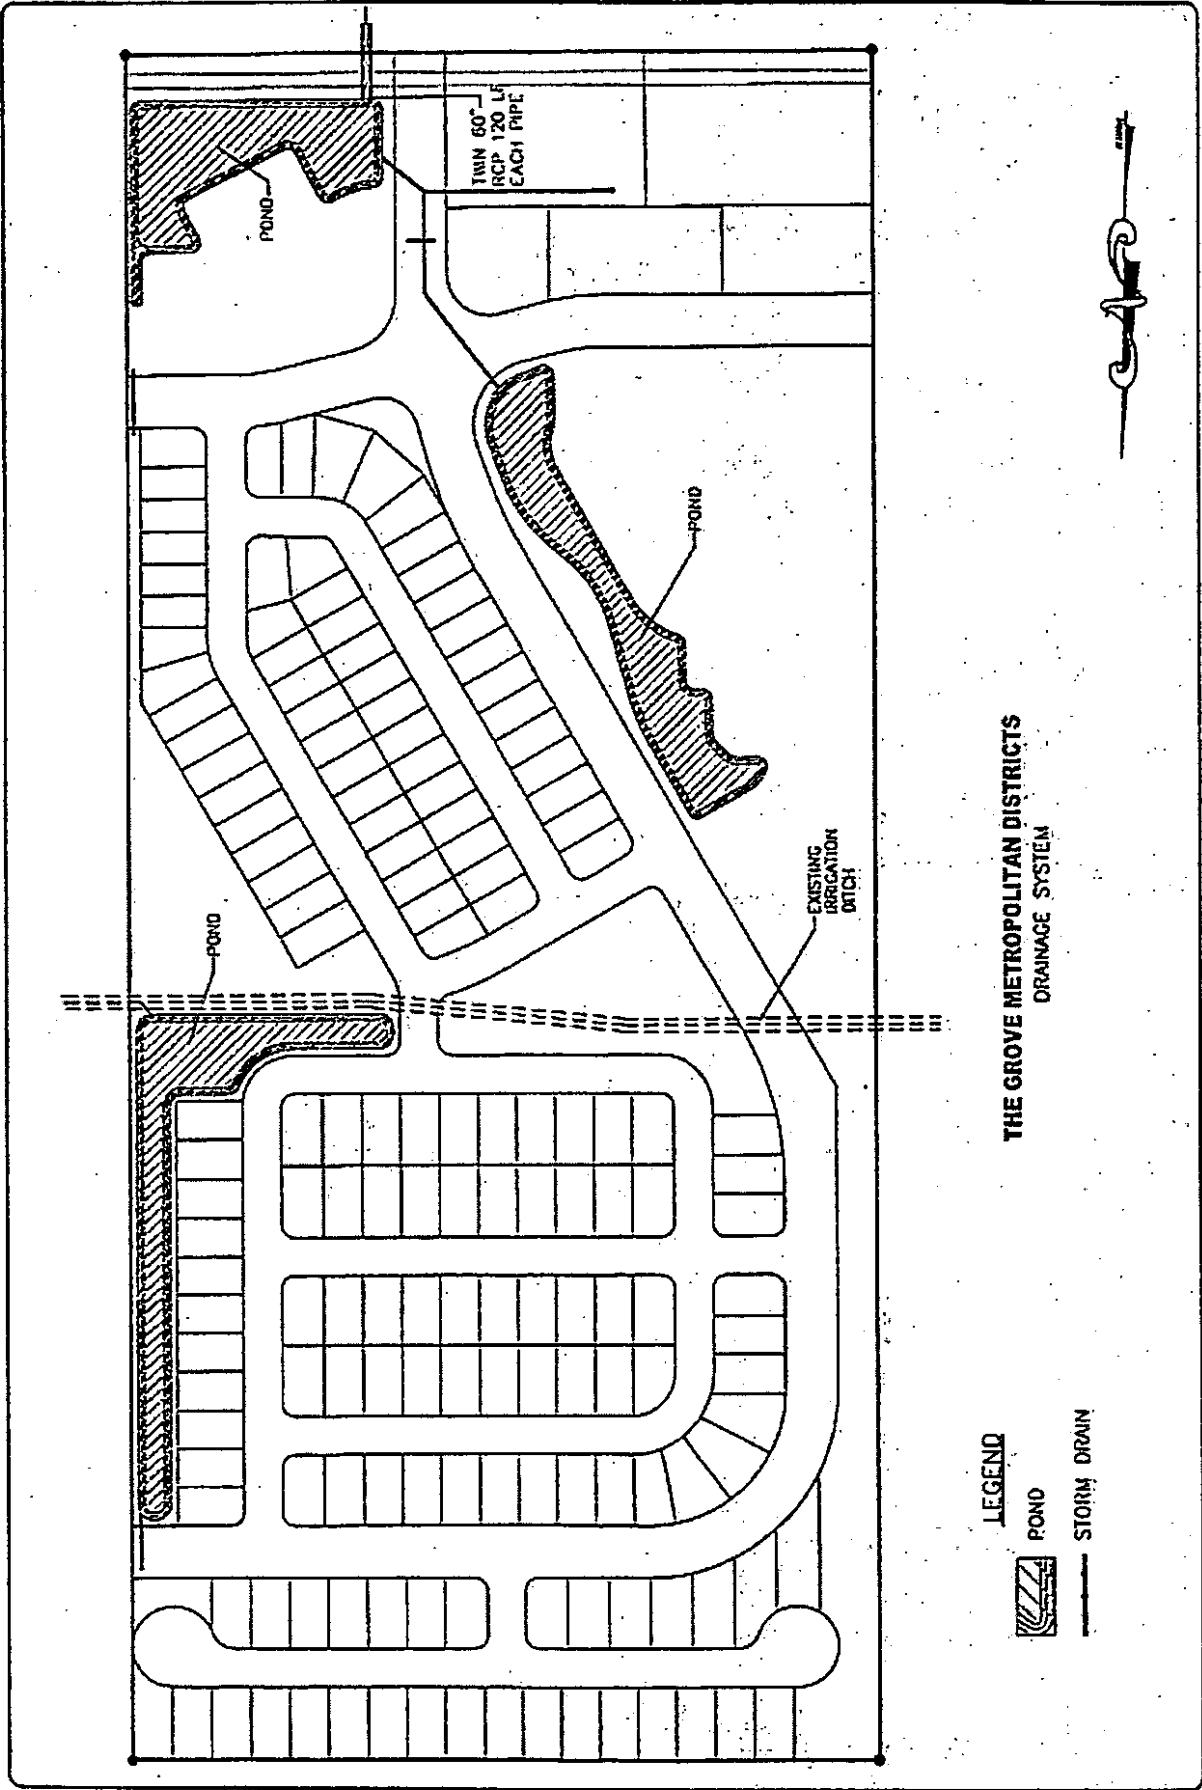 THE GROVE METROPOLITAN DISTRICTS
DRAINAGE SYSTEM
POND
TWIN 60"
RCP 120 LF
EACH PIPE
POND
POND
EXISTING
IRRIGATION
DITCH
LEGEND
POND
STORM DRAIN